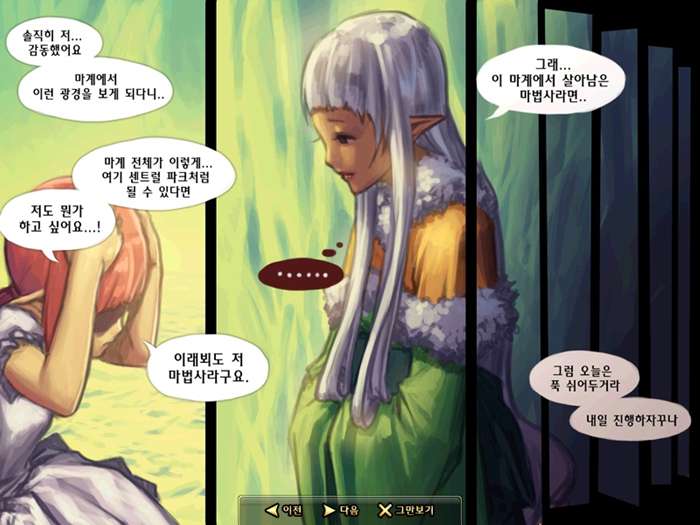 솔직히 저...
감동했어요
마계에서
이런 광경을 보게 되다니..
마계 전체가 이렇게...
여기 센트럴 파크처럼
될 수 있다면
저도 뭔가
하고 싶어요...!
이래뵈도 저
마법사라구요.
......
그래...
이 마계에서 살아남은
마법사라면..
그럼 오늘은
푹 쉬어두거라
내일 진행하자꾸나
이전 다음 그만보기